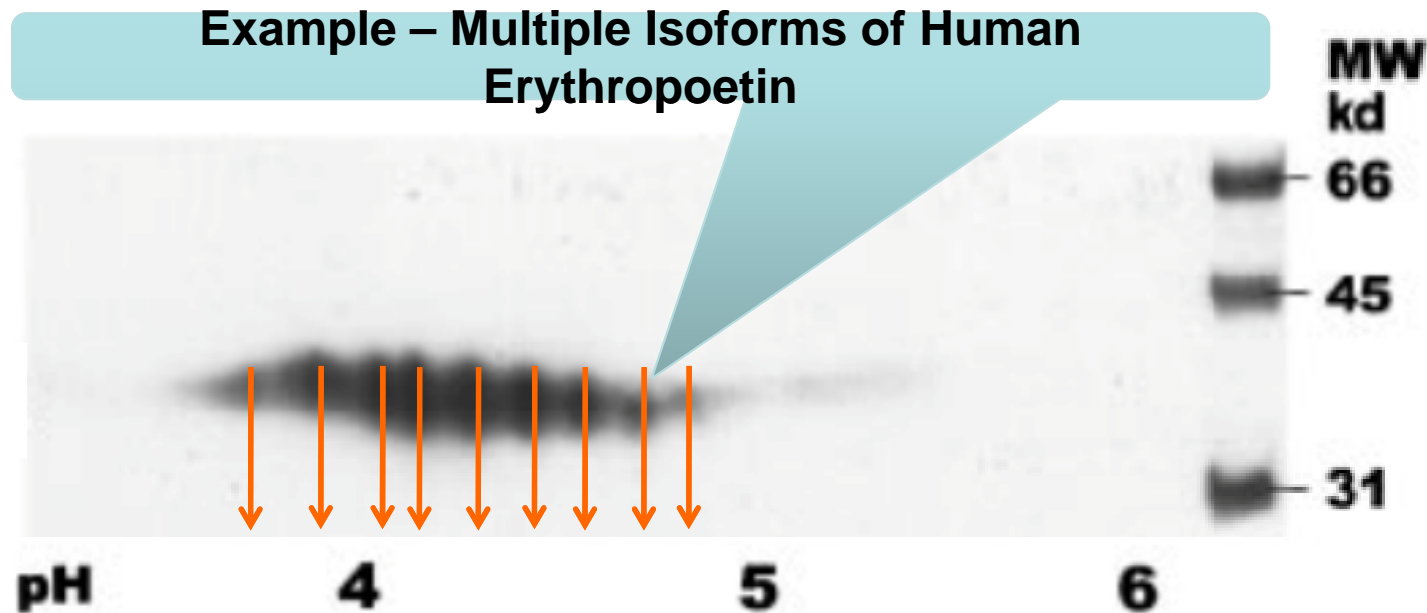 Example – Multiple Isoforms of Human
Erythropoetin
MW
kd
66
45
31
pH 4 5 6